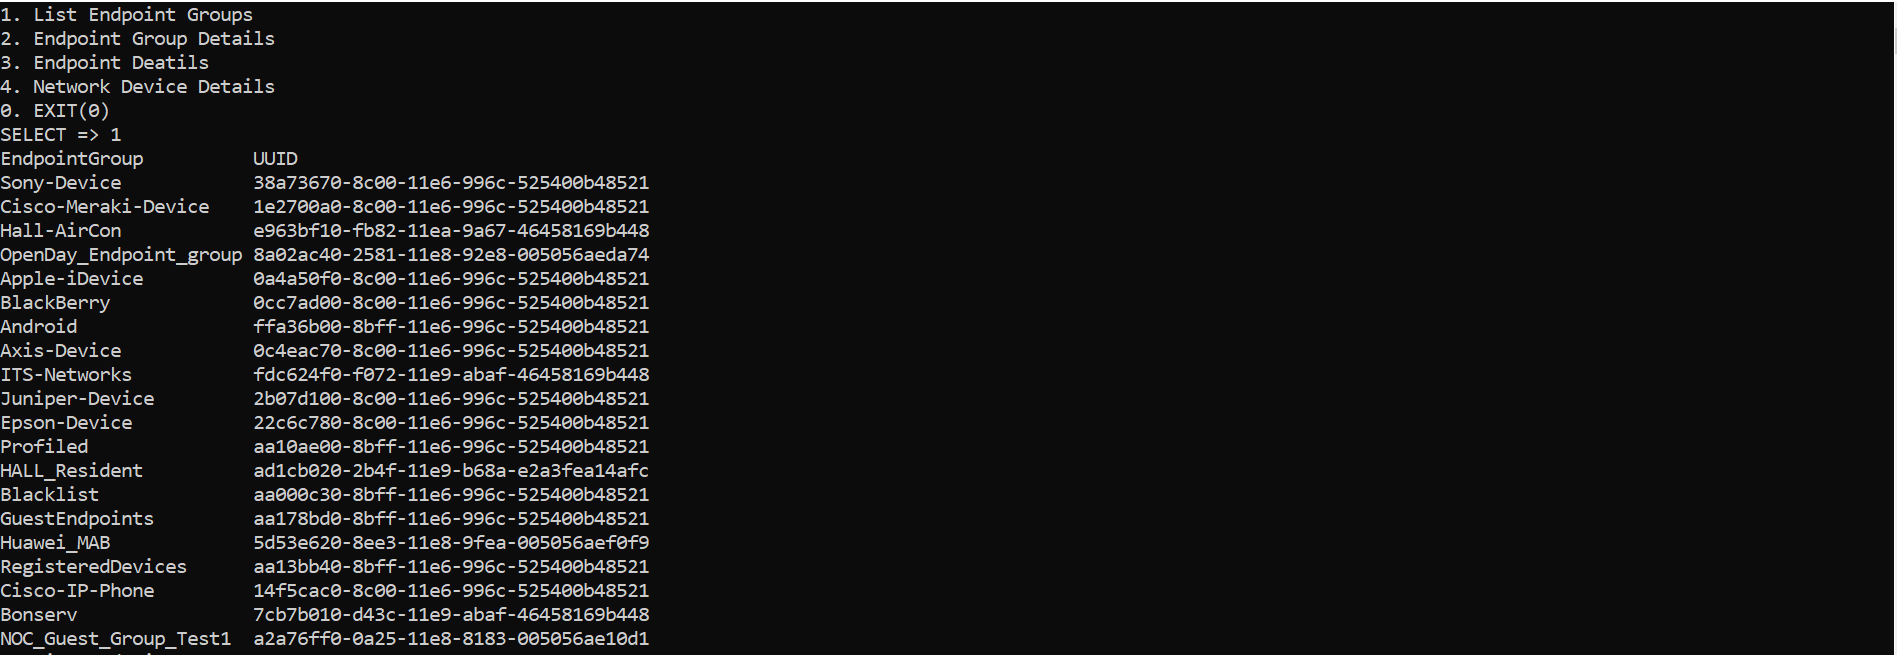 1. List Endpoint Groups
2. Endpoint Group Details
3. Endpoint Deatils
4. Network Device Details
0. EXIT(0)
SELECT => 1
EndpointGroup UUID
Sony-Device 38a73670-8c00-11e6-996c-525400b48521
Cisco-Meraki-Device 1e2700a0-8c00-11e6-996c-525400b48521
Hall-AirCon e963bf10-fb82-11ea-9a67-46458169b448
OpenDay_Endpoint_group 8a02ac40-2581-11e8-92e8-005056aeda74
Apple-iDevice 0a4a50f0-8c00-11e6-996c-525400b48521
BlackBerry 0cc7ad00-8c00-11e6-996c-525400b48521
Android ffa36b00-8bff-11e6-996c-525400b48521
Axis-Device 0c4eac70-8c00-11e6-996c-525400b48521
ITS-Networks fdc624f0-f072-11e9-abaf-46458169b448
Juniper-Device 2b07d100-8c00-11e6-996c-525400b48521
Epson-Device 22c6c780-8c00-11e6-996c-525400b48521
Profiled aa10ae00-8bff-11e6-996c-525400b48521
HALL_Resident ad1cb020-2b4f-11e9-b68a-e2a3fea14afc
Blacklist aa000c30-8bff-11e6-996c-525400b48521
GuestEndpoints aa178bd0-8bff-11e6-996c-525400b48521
Huawei_MAB 5d53e620-8ee3-11e8-9fea-005056aef0f9
RegisteredDevices aa13bb40-8bff-11e6-996c-525400b48521
Cisco-IP-Phone 14f5cac0-8c00-11e6-996c-525400b48521
Bonserv 7cb7b010-d43c-11e9-abaf-46458169b448
NOC_Guest_Group_Test1 a2a76ff0-0a25-11e8-8183-005056ae10d1